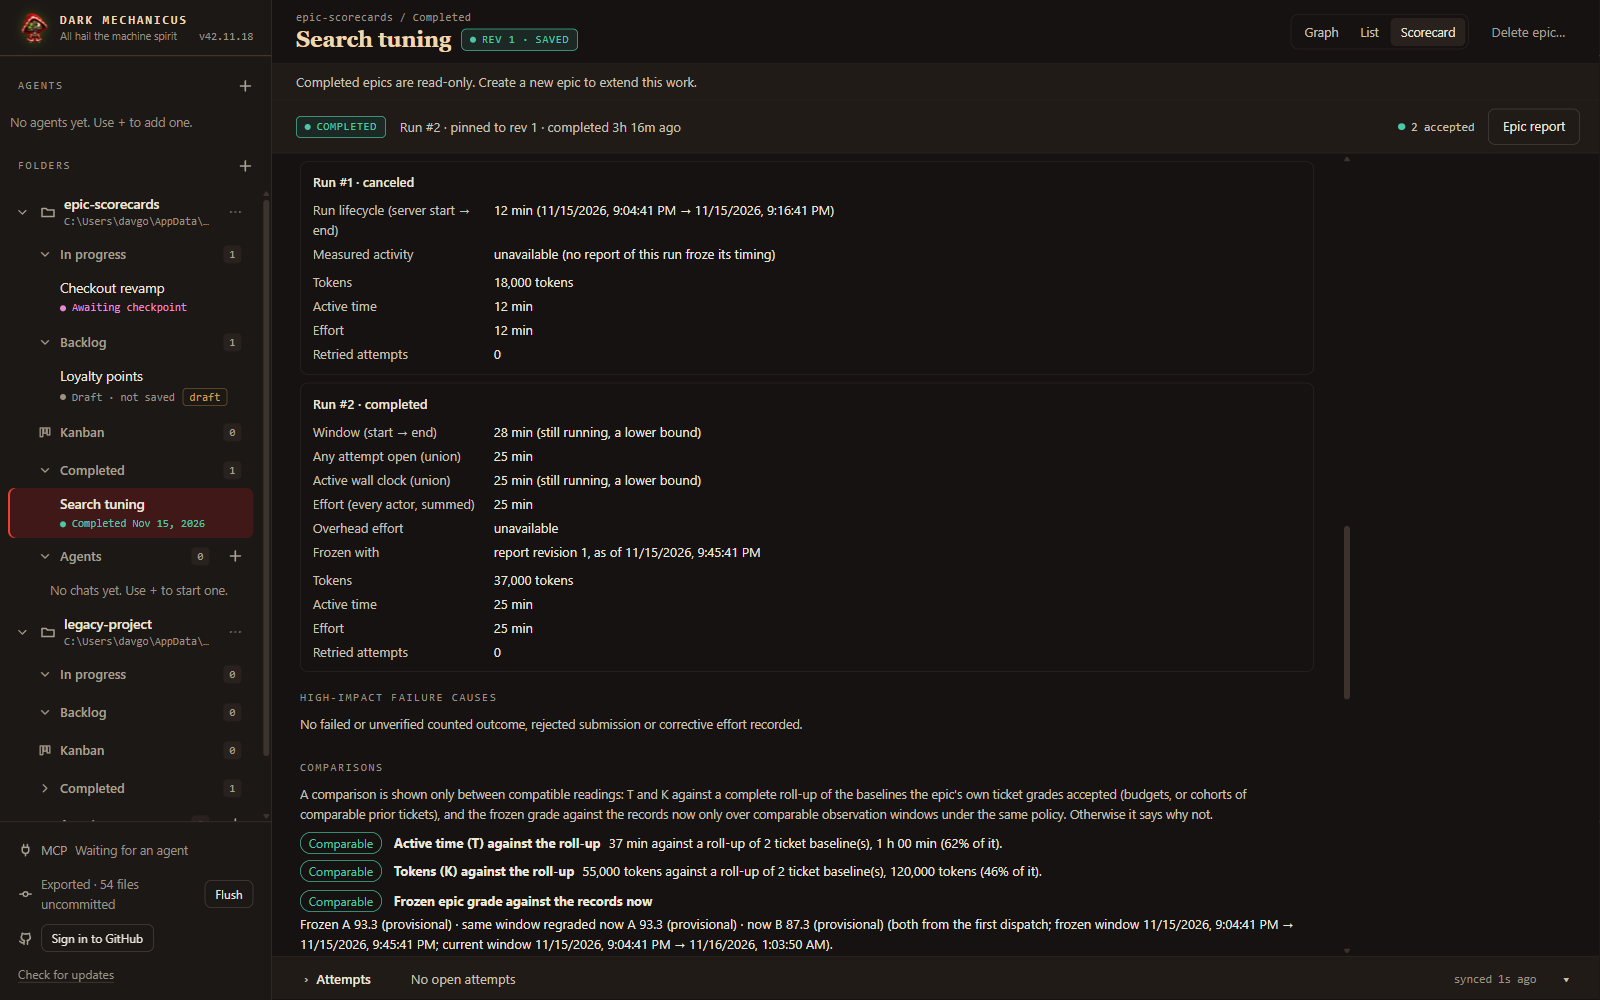 DARK MECHANICUS
All hail the machine spirit v42.11.18
AGENTS
No agents yet. Use + to add one.
FOLDERS
epic-scorecards
C:\Users\davgo\AppData\…
In progress 1
Checkout revamp
Awaiting checkpoint
Backlog 1
Loyalty points
Draft · not saved draft
Kanban 0
Completed 1
Search tuning
Completed Nov 15, 2026
Agents 0
No chats yet. Use + to start one.
legacy-project
C:\Users\davgo\AppData\…
In progress 0
Backlog 0
Kanban 0
Completed 1
MCP Waiting for an agent
Exported · 54 files
uncommitted
Flush
Sign in to GitHub
Check for updates
epic-scorecards / Completed
Search tuning
REV 1 · SAVED
Graph List Scorecard Delete epic...
Completed epics are read-only. Create a new epic to extend this work.
COMPLETED Run #2 · pinned to rev 1 · completed 3h 16m ago
2 accepted Epic report
Run #1 · canceled
Run lifecycle (server start → 12 min (11/15/2026, 9:04:41 PM → 11/15/2026, 9:16:41 PM)
end)
Measured activity unavailable (no report of this run froze its timing)
Tokens 18,000 tokens
Active time 12 min
Effort 12 min
Retried attempts 0
Run #2 · completed
Window (start → end) 28 min (still running, a lower bound)
Any attempt open (union) 25 min
Active wall clock (union) 25 min (still running, a lower bound)
Effort (every actor, summed) 25 min
Overhead effort unavailable
Frozen with report revision 1, as of 11/15/2026, 9:45:41 PM
Tokens 37,000 tokens
Active time 25 min
Effort 25 min
Retried attempts 0
HIGH-IMPACT FAILURE CAUSES
No failed or unverified counted outcome, rejected submission or corrective effort recorded.
COMPARISONS
A comparison is shown only between compatible readings: T and K against a complete roll-up of the baselines the epic's own ticket grades accepted (budgets, or cohorts of
comparable prior tickets), and the frozen grade against the records now only over comparable observation windows under the same policy. Otherwise it says why not.
Comparable Active time (T) against the roll-up 37 min against a roll-up of 2 ticket baseline(s), 1 h 00 min (62% of it).
Comparable Tokens (K) against the roll-up 55,000 tokens against a roll-up of 2 ticket baseline(s), 120,000 tokens (46% of it).
Comparable Frozen epic grade against the records now
Frozen A 93.3 (provisional) · same window regraded now A 93.3 (provisional) · now B 87.3 (provisional) (both from the first dispatch; frozen window 11/15/2026, 9:04:41 PM →
11/15/2026, 9:45:41 PM; current window 11/15/2026, 9:04:41 PM → 11/16/2026, 1:03:50 AM).
Attempts No open attempts
synced 1s ago